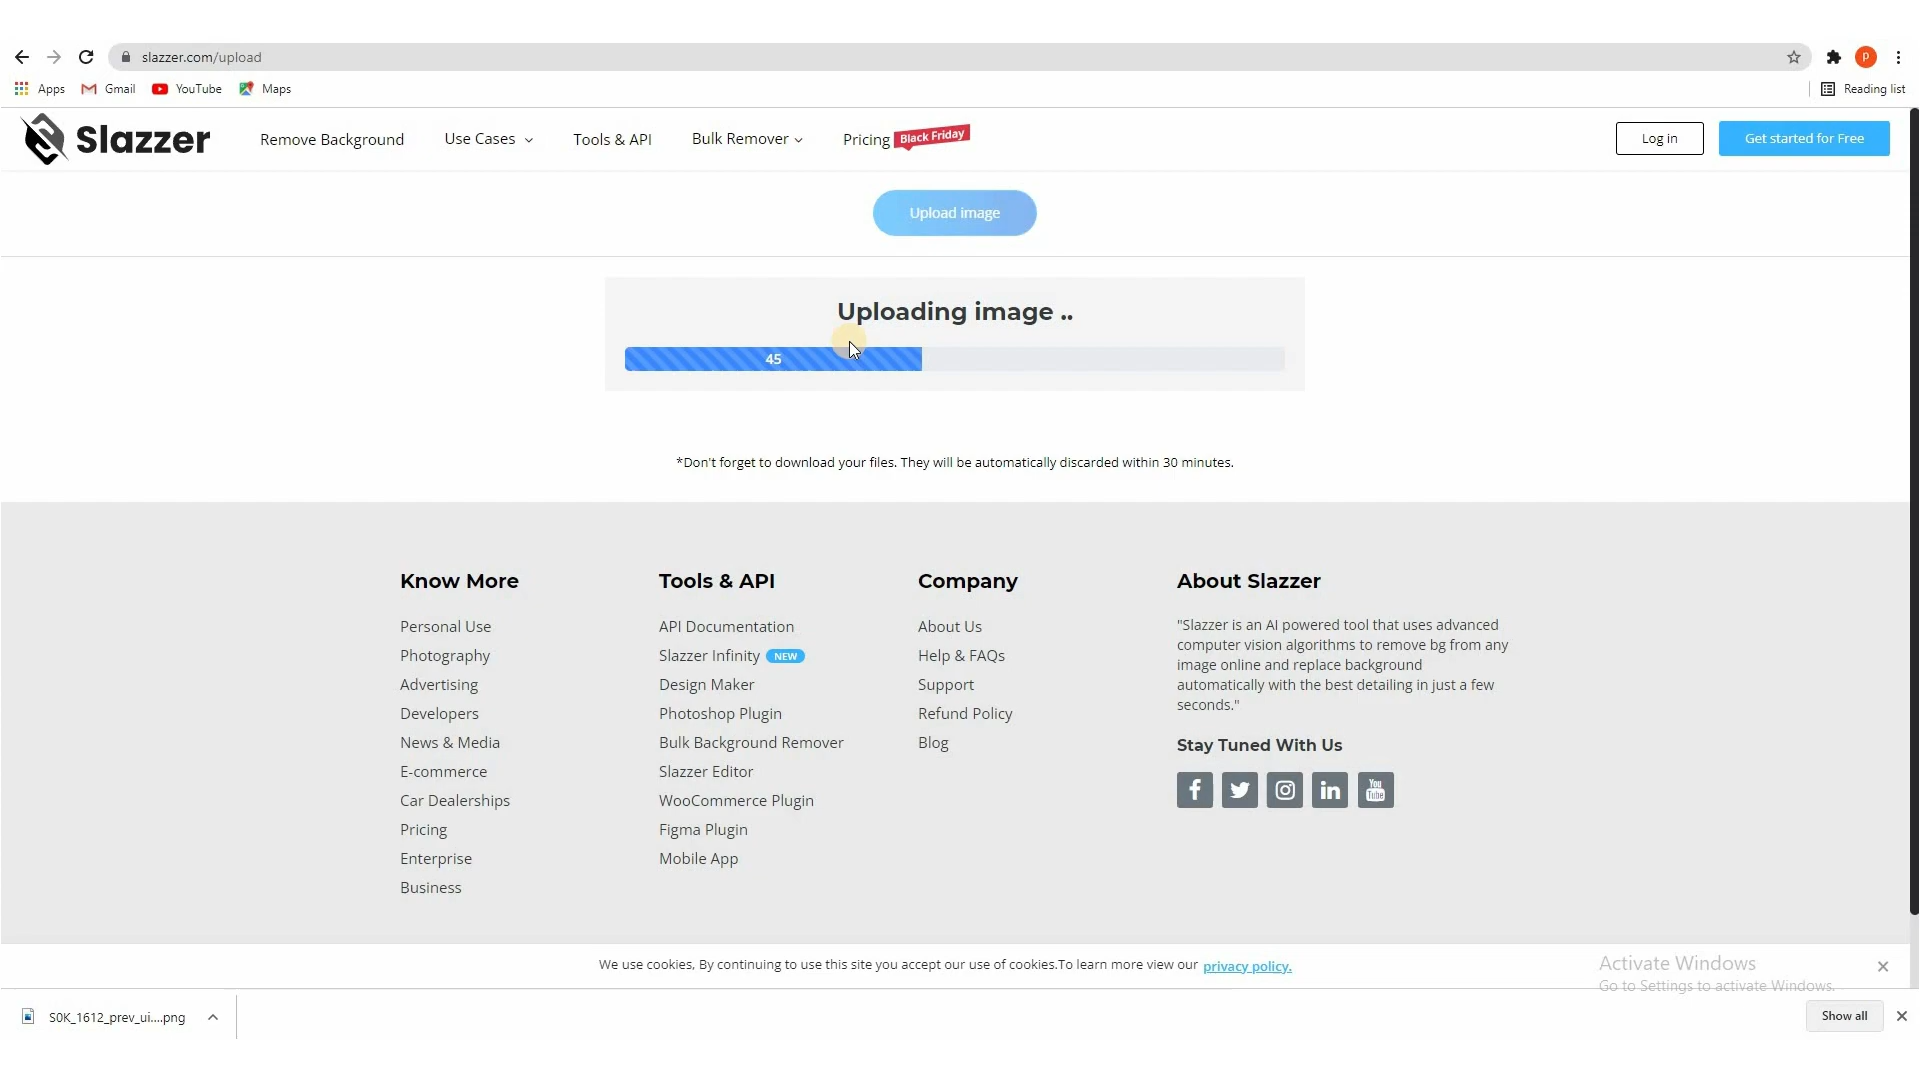 slazzer.com/upload
Apps Gmail YouTube Maps Reading list
Slazzer Remove Background Use Cases Tools & API Bulk Remover Pricing Black Friday Log in Get started for Free
Upload image
Uploading image ..
45
*Don't forget to download your files. They will be automatically discarded within 30 minutes.
Know More
Personal Use
Photography
Advertising
Developers
News & Media
E-commerce
Car Dealerships
Pricing
Enterprise
Business
Tools & API
API Documentation
Slazzer Infinity NEW
Design Maker
Photoshop Plugin
Bulk Background Remover
Slazzer Editor
WooCommerce Plugin
Figma Plugin
Mobile App
Company
About Us
Help & FAQs
Support
Refund Policy
Blog
About Slazzer
"Slazzer is an AI powered tool that uses advanced
computer vision algorithms to remove bg from any
image online and replace background
automatically with the best detailing in just a few
seconds."
Stay Tuned With Us
You Tube
We use cookies, By continuing to use this site you accept our use of cookies.To learn more view our privacy policy.
Activate Windows
Go to Settings to activate Windows.
S0K_1612_prev_ui....png
Show all